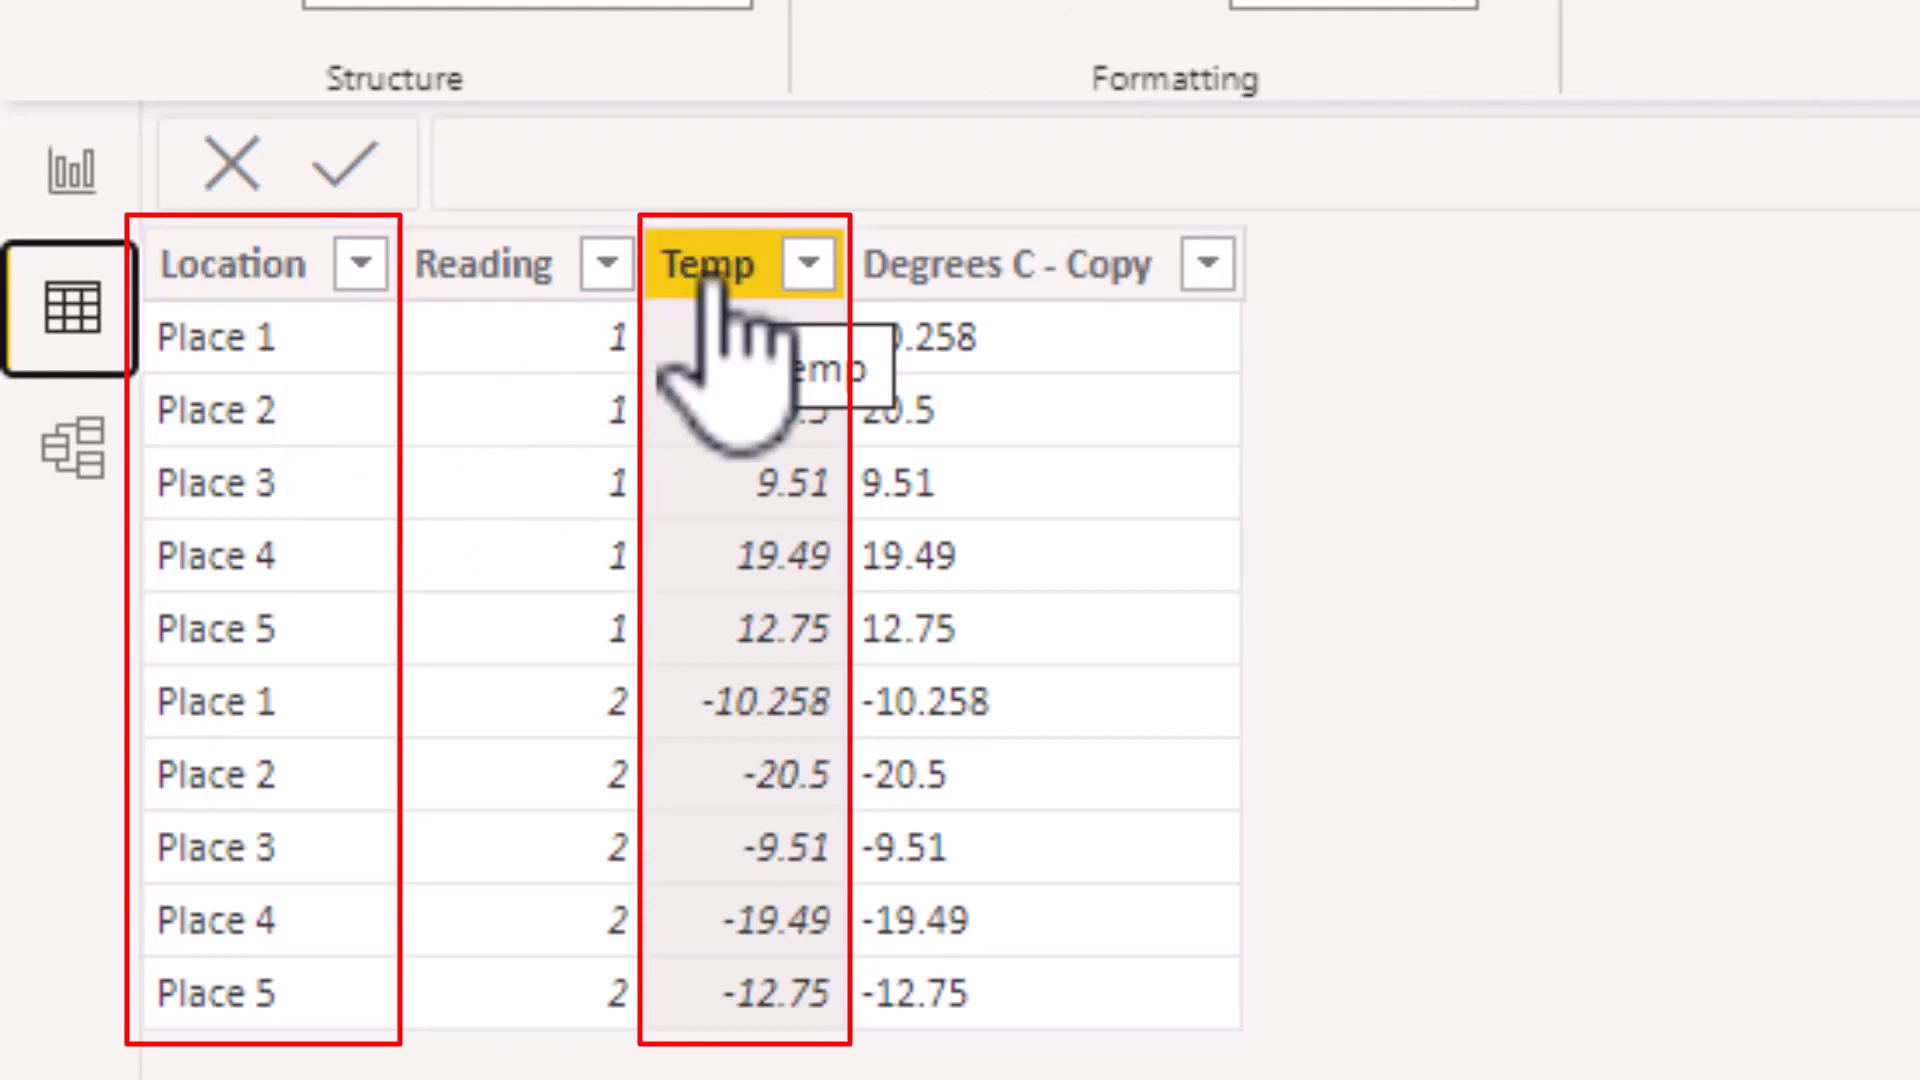 Structure Formatting
Location Reading Temp Degrees C - Copy
Place 1 1
Place 2 1 20.5
Place 3 1 9.51 9.51
Place 4 1 19.49 19.49
Place 5 1 12.75 12.75
Place 1 2 -10.258 -10.258
Place 2 2 -20.5 -20.5
Place 3 2 -9.51 -9.51
Place 4 2 -19.49 -19.49
Place 5 2 -12.75 -12.75